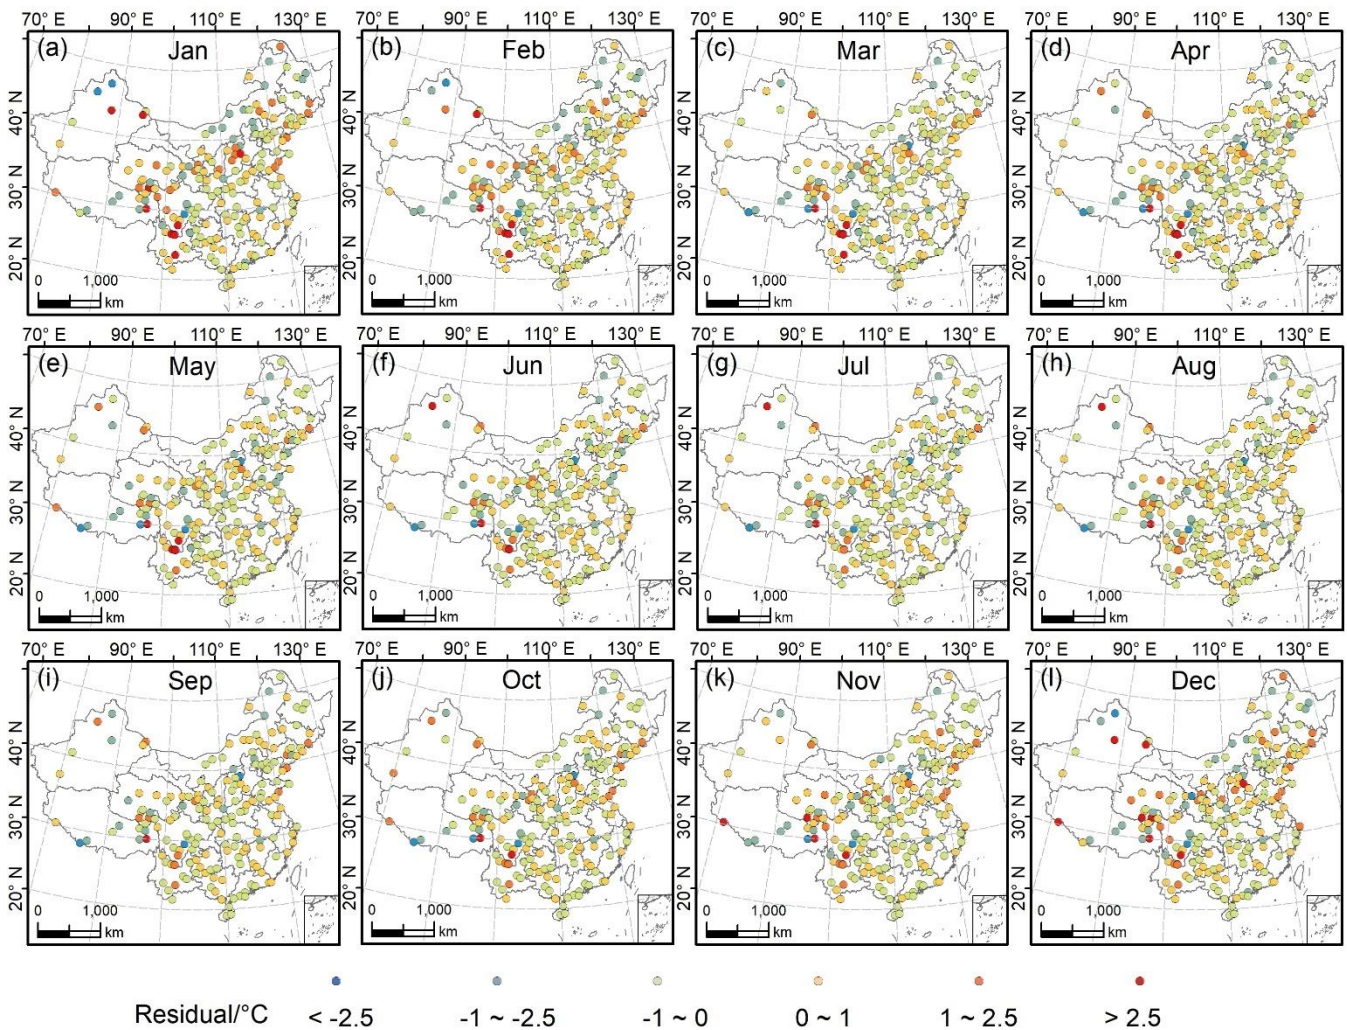 70° 90° E 110° E 130° E 70° 90° E 110° E 130° E 70° 90° E 110° E 130° E 70° 90° E 110° E 130° E
(a) Jan (b) Feb (c) Mar (d) Apr
40° N 40° N 40° N 40° N
30° N 30° N 30° N 30° N
20° N 20° N 20° N 20° N
0 1,000 0 1,000 0 1,000 0 1,000
km km km km
70° 90° E 110° E 130° E 70° 90° E 110° E 130° E 70° 90° E 110° E 130° E 70° 90° E 110° E 130° E
(e) May (f) Jun (g) Jul (h) Aug
40° N 40° N 40° N 40° N
30° N 30° N 30° N 30° N
20° N 20° N 20° N 20° N
0 1,000 0 1,000 0 1,000 0 1,000
km km km km
70° 90° E 110° E 130° E 70° 90° E 110° E 130° E 70° 90° E 110° E 130° E 70° 90° E 110° E 130° E
(i) Sep (j) Oct (k) Nov (l) Dec
40° N 40° N 40° N 40° N
30° N 30° N 30° N 30° N
20° N 20° N 20° N 20° N
0 1,000 0 1,000 0 1,000 0 1,000
km km km km
Residual/°C < -2.5 -1 ~ -2.5 -1 ~ 0 0 ~ 1 1 ~ 2.5 > 2.5